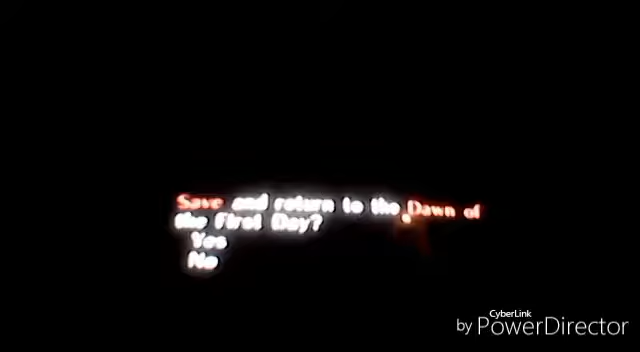 Save and return to the Dawn of
the First Day?
Yes
No
CyberLink
by PowerDirector